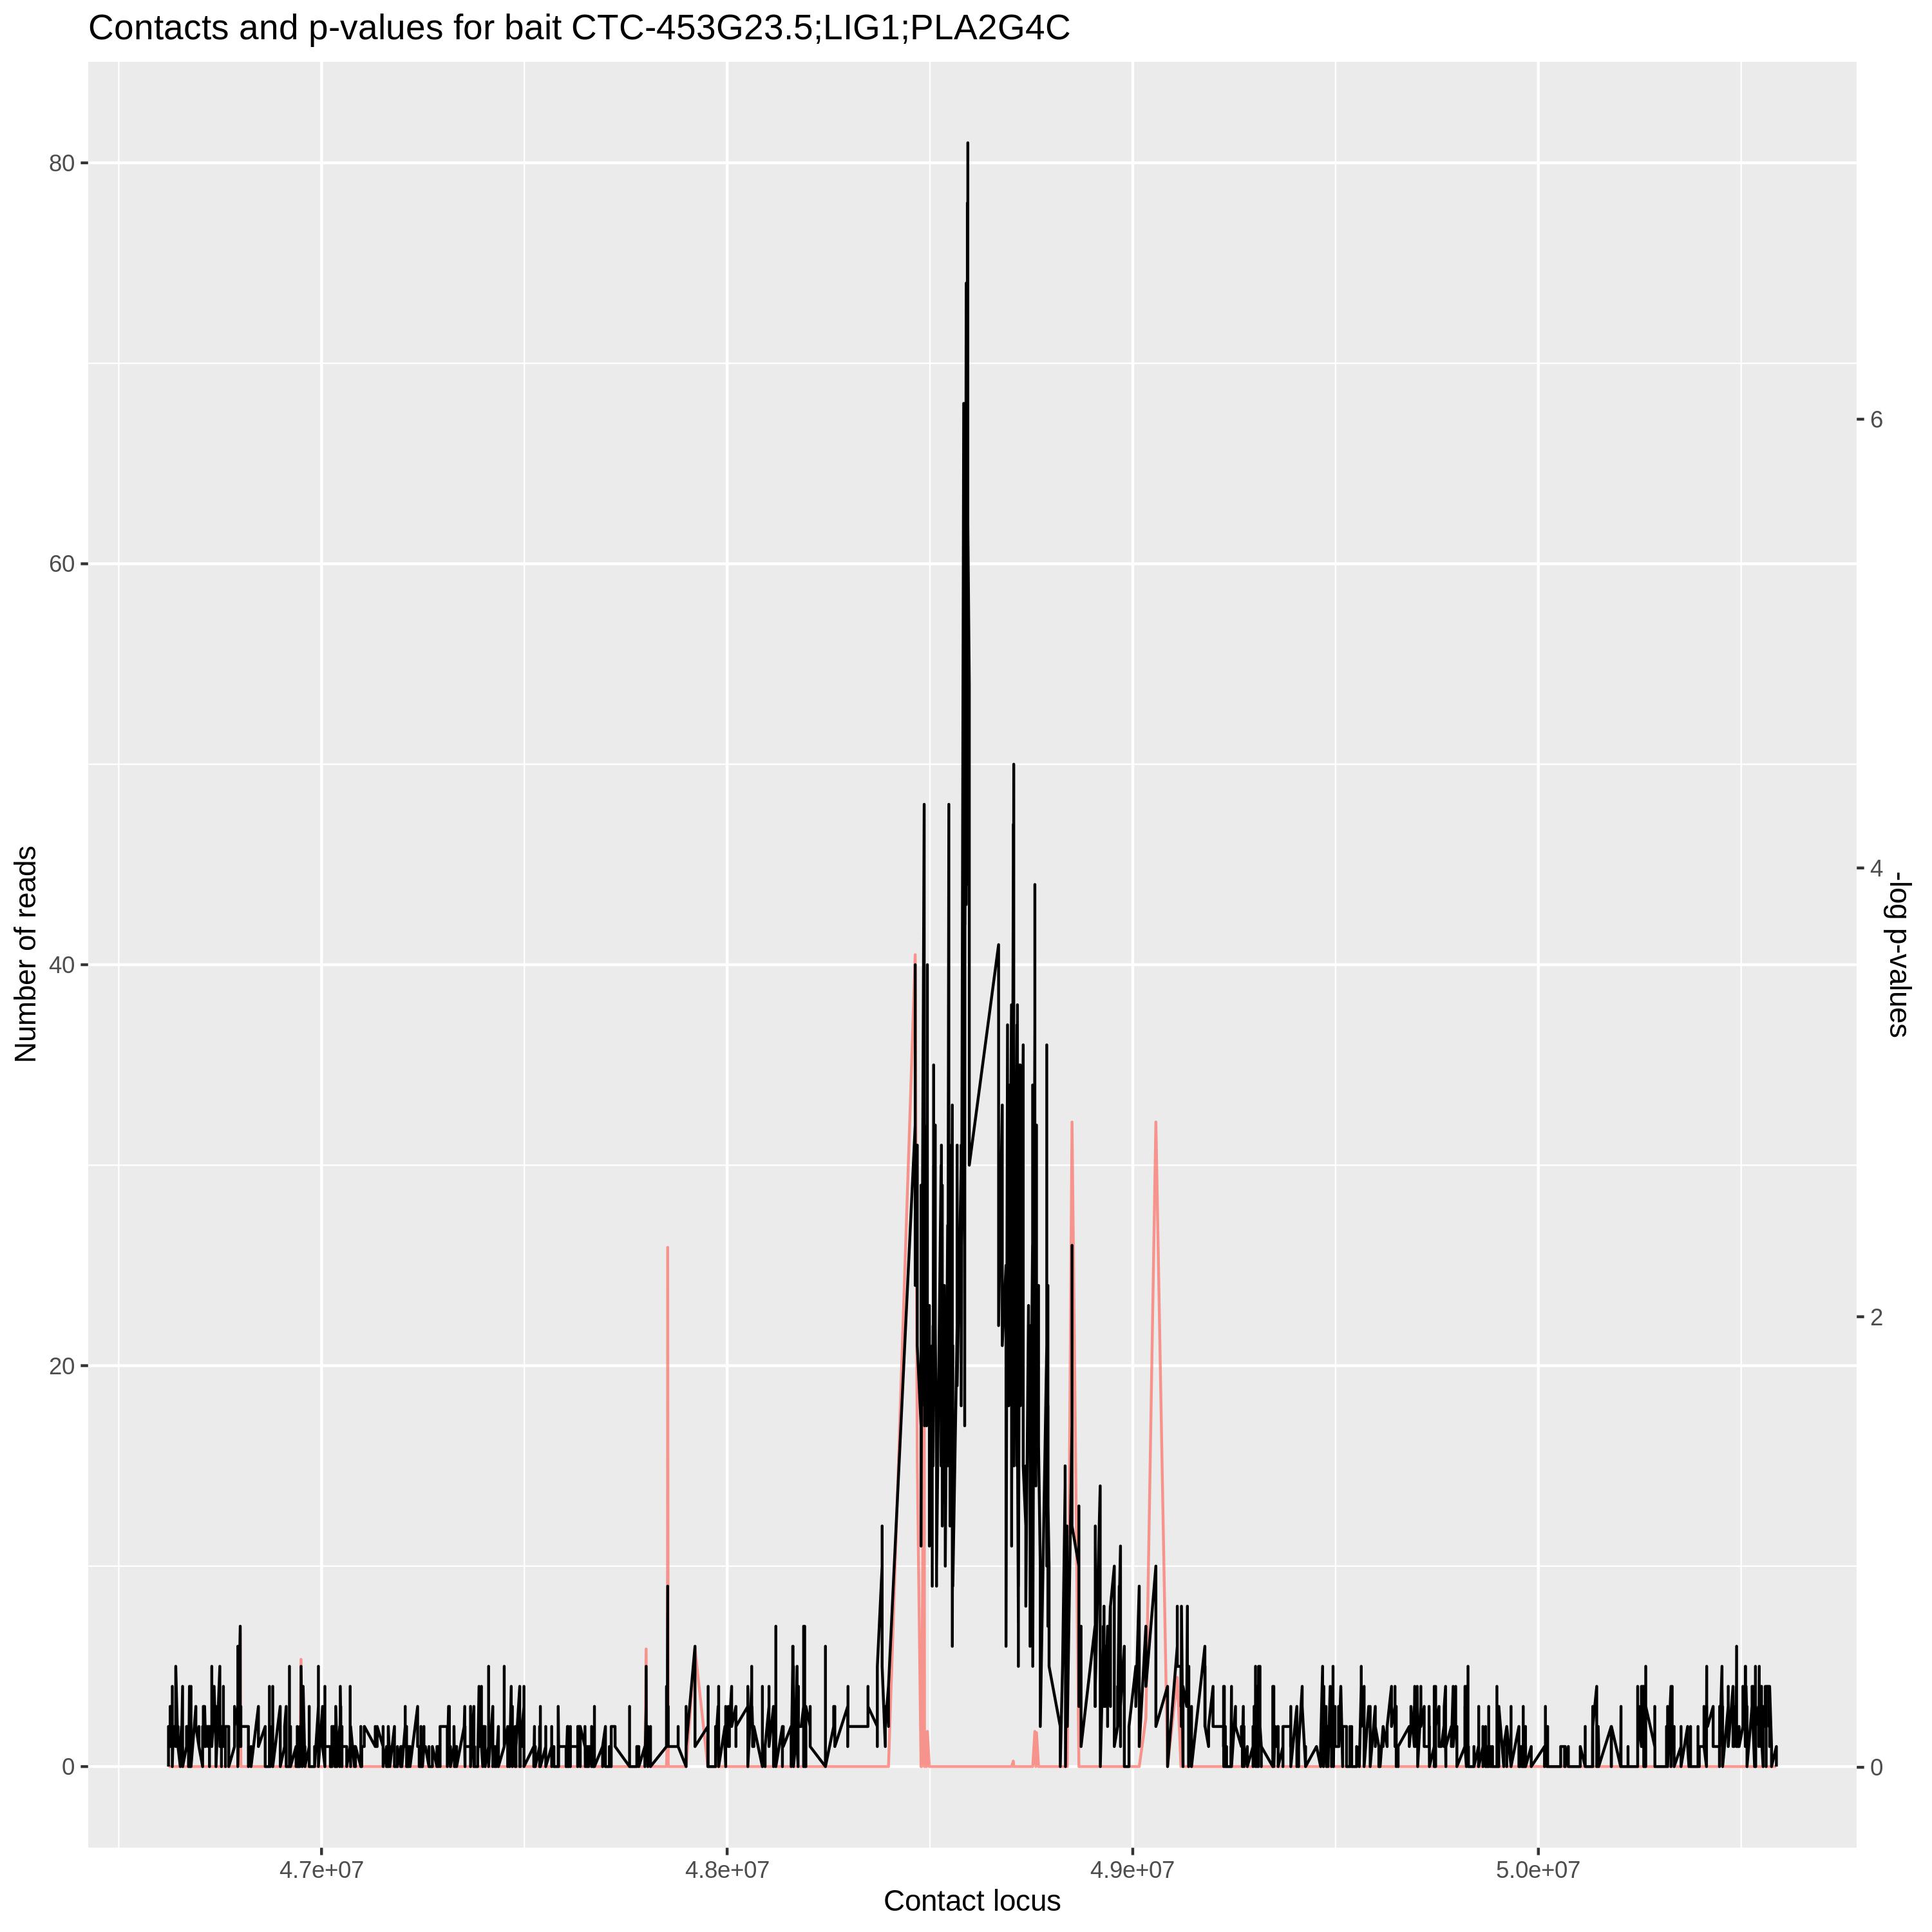 Contacts and p-values for bait CTC-453G23.5;LIG1;PLA2G4C
80
60
40
20
0
Number of reads
6
4
2
0
-log p-values
4.7e+07
4.8e+07
4.9e+07
5.0e+07
Contact locus